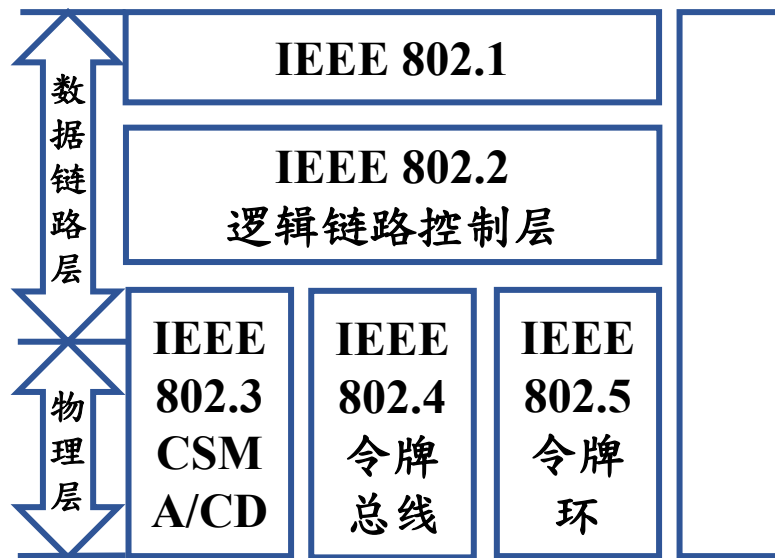 数据链路层
物理层
IEEE 802.1
IEEE 802.2
逻辑链路控制层
IEEE
802.3
CSM
A/CD
IEEE
802.4
令牌
总线
IEEE
802.5
令牌
环